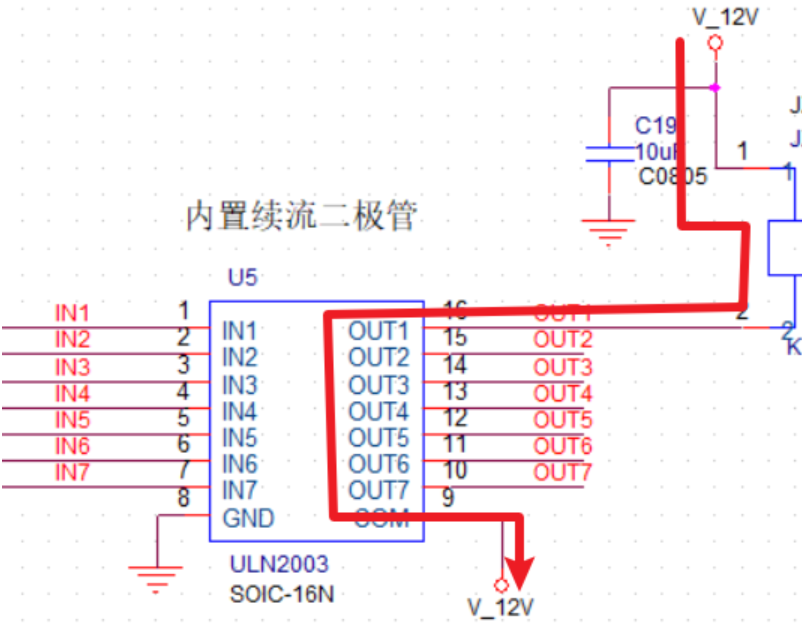 V_12V
J
J
C19
10uF
C0805
1
1
内置续流二极管
U5
IN1 1 IN1 OUT1 16 OUT1 2
2
K
IN2 2 IN2 OUT2 15 OUT2
IN3 3 IN3 OUT3 14 OUT3
IN4 4 IN4 OUT4 13 OUT4
IN5 5 IN5 OUT5 12 OUT5
IN6 6 IN6 OUT6 11 OUT6
IN7 7 IN7 OUT7 10 OUT7
8 GND COM 9
ULN2003
SOIC-16N
V_12V